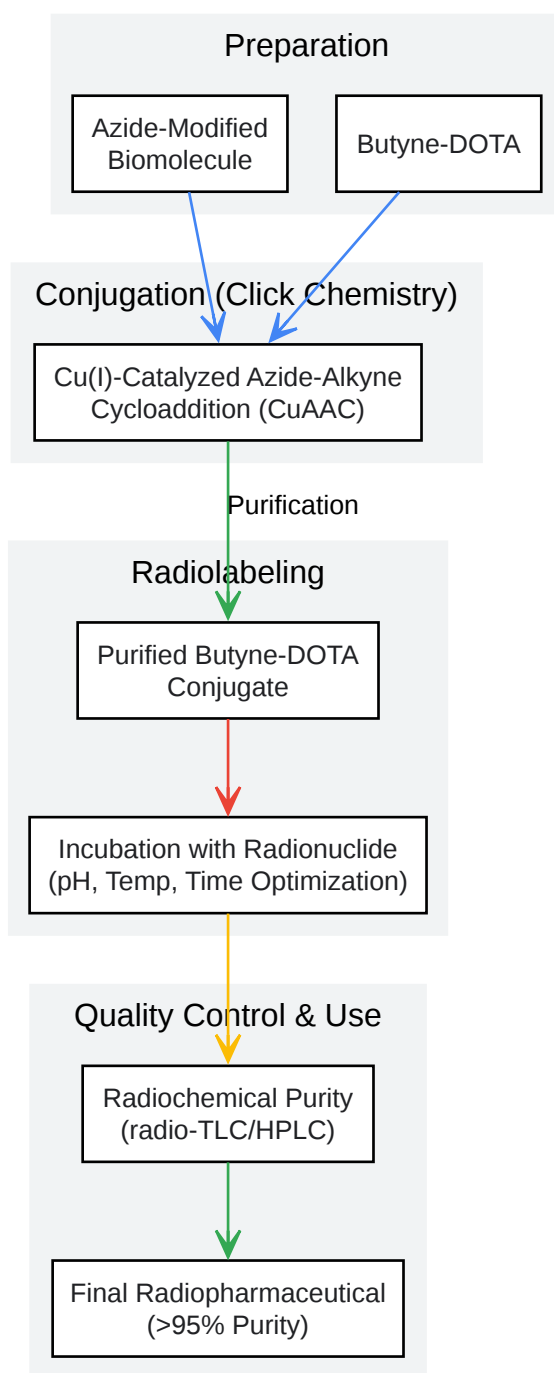 Preparation
Azide-Modified
Biomolecule
Butyne-DOTA
Conjugation (Click Chemistry)
Cu(I)-Catalyzed Azide-Alkyne
Cycloaddition (CuAAC)
Purification
Radiolabeling
Purified Butyne-DOTA
Conjugate
Incubation with Radionuclide
(pH, Temp, Time Optimization)
Quality Control & Use
Radiochemical Purity
(radio-TLC/HPLC)
Final Radiopharmaceutical
(>95% Purity)